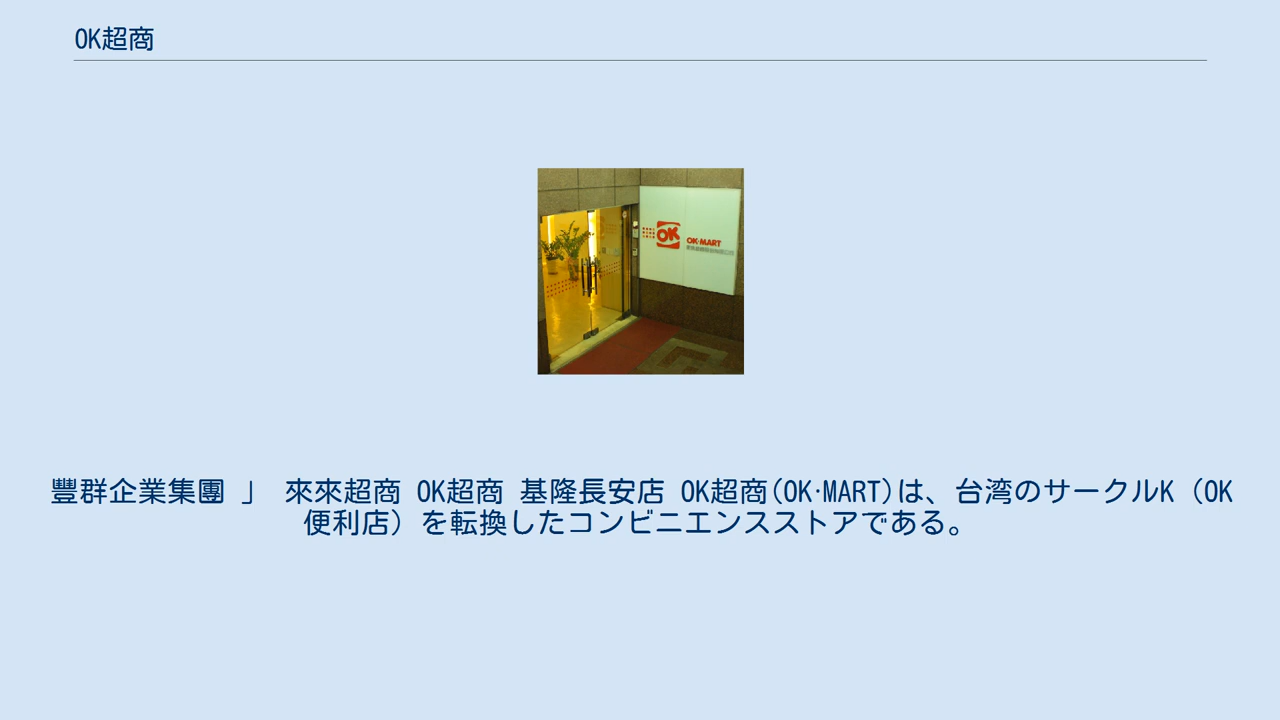 OK超商
OK
OK·MART
豐群企業集團 」 來來超商 OK超商 基隆長安店 OK超商(OK·MART)は、台湾のサークルK（OK
便利店）を転換したコンビニエンスストアである。